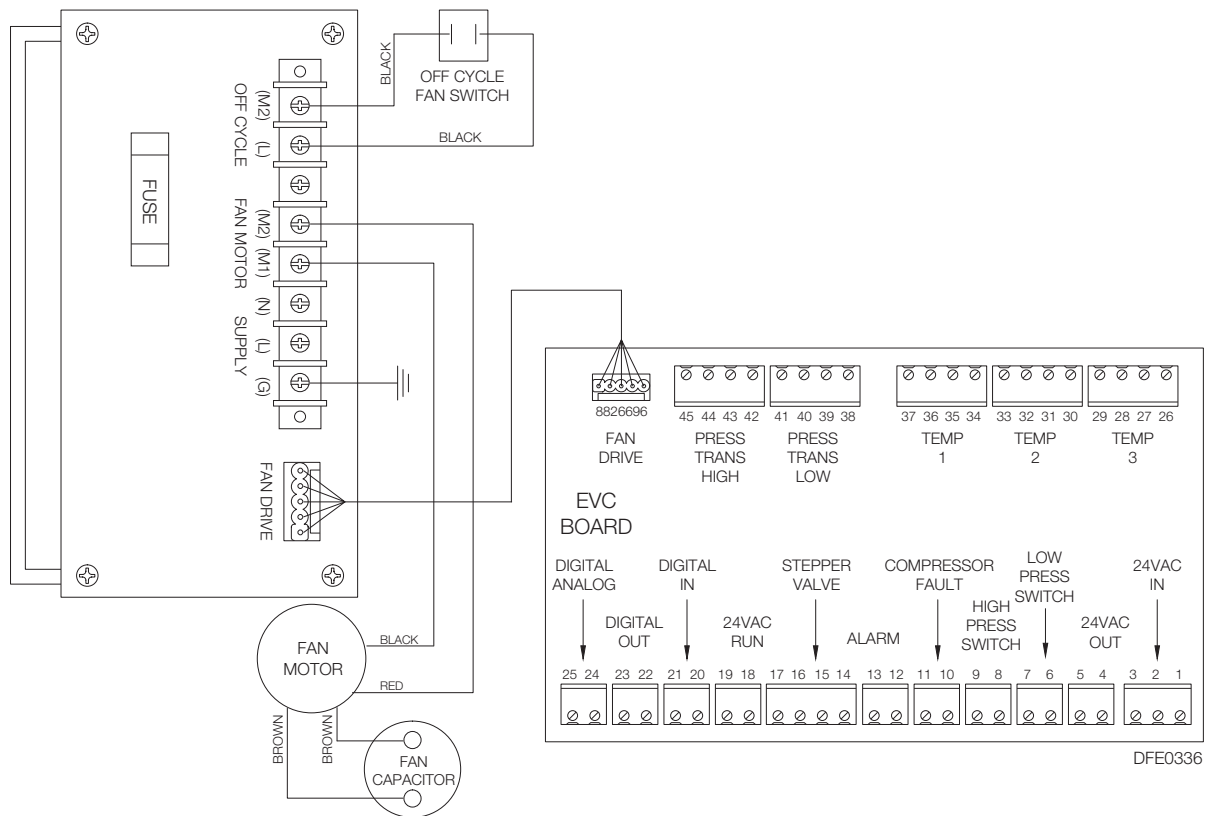 BLACK
OFF CYCLE
FAN SWITCH
BLACK
(M2)
OFF CYCLE
(L)
FUSE
(M2)
FAN MOTOR
(M1)
(N)
SUPPLY
(L)
(G)
FAN DRIVE
8826696
FAN
DRIVE
45 44 43 42
PRESS
TRANS
HIGH
41 40 39 38
PRESS
TRANS
LOW
37 36 35 34
TEMP
1
33 32 31 30
TEMP
2
29 28 27 26
TEMP
3
EVC
BOARD
DIGITAL
ANALOG
DIGITAL
OUT
DIGITAL
IN
24VAC
RUN
STEPPER
VALVE
ALARM
COMPRESSOR
FAULT
HIGH
PRESS
SWITCH
LOW
PRESS
SWITCH
24VAC
OUT
24VAC
IN
25 24 23 22 21 20 19 18 17 16 15 14 13 12 11 10 9 8 7 6 5 4 3 2 1
DFE0336
FAN
MOTOR
BLACK
RED
BROWN
BROWN
FAN
CAPACITOR